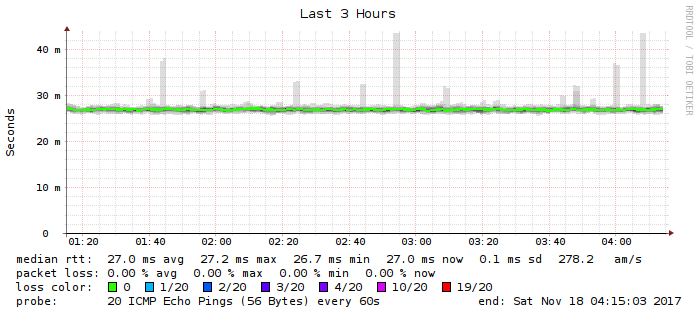 Last 3 Hours
RRDTOOL / TOBI OETIKER
Seconds
40 m
30 m
20 m
10 m
0
01:20 01:40 02:00 02:20 02:40 03:00 03:20 03:40 04:00
median rtt: 27.0 ms avg 27.2 ms max 26.7 ms min 27.0 ms now 0.1 ms sd 278.2 am/s
packet loss: 0.00 % avg 0.00 % max 0.00 % min 0.00 % now
loss color: 0 1/20 2/20 3/20 4/20 10/20 19/20
probe: 20 ICMP Echo Pings (56 Bytes) every 60s end: Sat Nov 18 04:15:03 2017